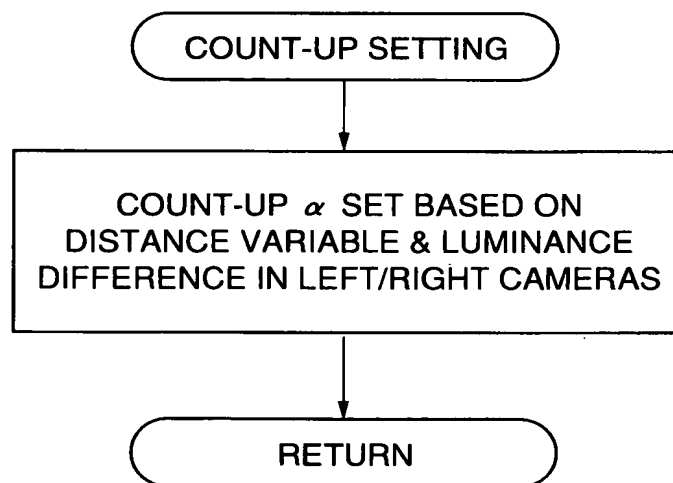 COUNT-UP SETTING
COUNT-UP α SET BASED ON
DISTANCE VARIABLE & LUMINANCE
DIFFERENCE IN LEFT/RIGHT CAMERAS
RETURN